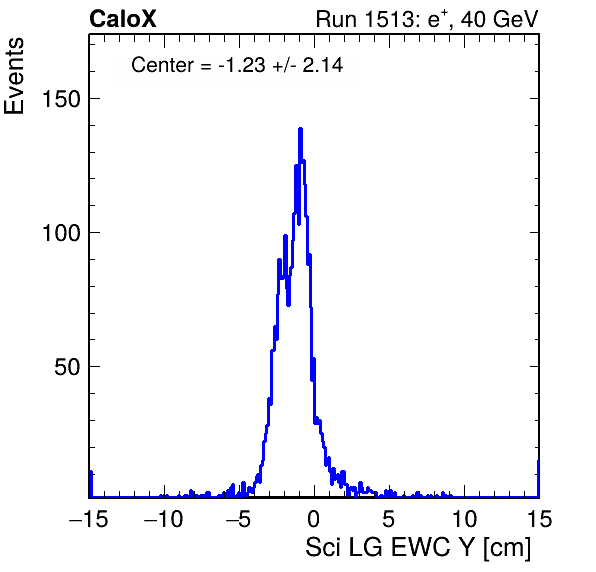 CaloX Run 1513: e⁺, 40 GeV
Center = -1.23 +/- 2.14
Events
150
100
50
−15 −10 −5 0 5 10 15
Sci LG EWC Y [cm]